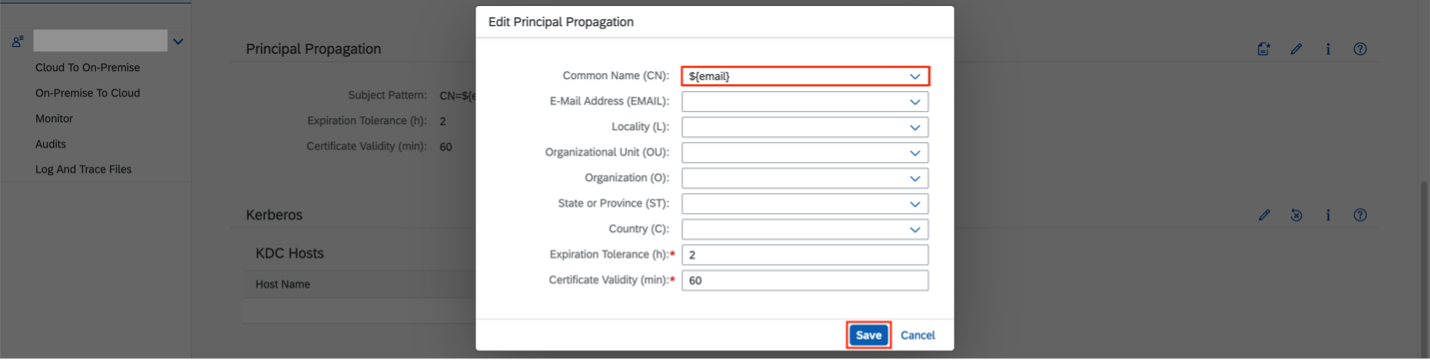 Edit Principal Propagation
Common Name (CN): ${email}
E-Mail Address (EMAIL):
Locality (L):
Organizational Unit (OU):
Organization (O):
State or Province (ST):
Country (C):
Expiration Tolerance (h):* 2
Certificate Validity (min):* 60
Save Cancel
Cloud To On-Premise
On-Premise To Cloud
Monitor
Audits
Log And Trace Files
Principal Propagation
Subject Pattern: CN=${e
Expiration Tolerance (h): 2
Certificate Validity (min): 60
Kerberos
KDC Hosts
Host Name